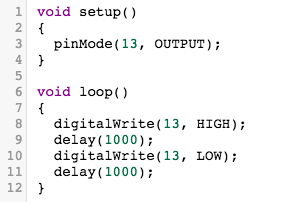 1 void setup()
2 {
3   pinMode(13, OUTPUT);
4 }
5
6 void loop()
7 {
8   digitalWrite(13, HIGH);
9   delay(1000);
10   digitalWrite(13, LOW);
11   delay(1000);
12 }